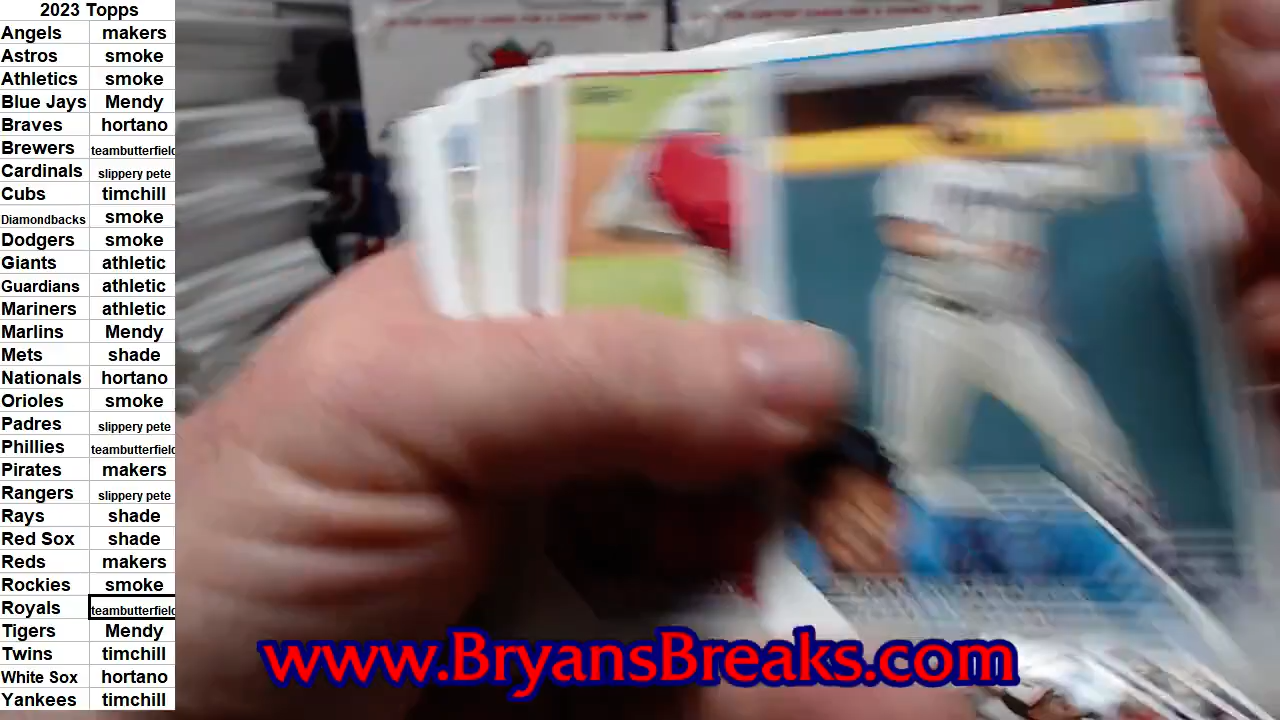 2023 Topps
Angels makers
Astros smoke
Athletics smoke
Blue Jays Mendy
Braves hortano
Brewers teambutterfield
Cardinals slippery pete
Cubs timchill
Diamondbacks smoke
Dodgers smoke
Giants athletic
Guardians athletic
Mariners athletic
Marlins Mendy
Mets shade
Nationals hortano
Orioles smoke
Padres slippery pete
Phillies teambutterfield
Pirates makers
Rangers slippery pete
Rays shade
Red Sox shade
Reds makers
Rockies smoke
Royals teambutterfield
Tigers Mendy
Twins timchill
White Sox hortano
Yankees timchill
www.BryansBreaks.com